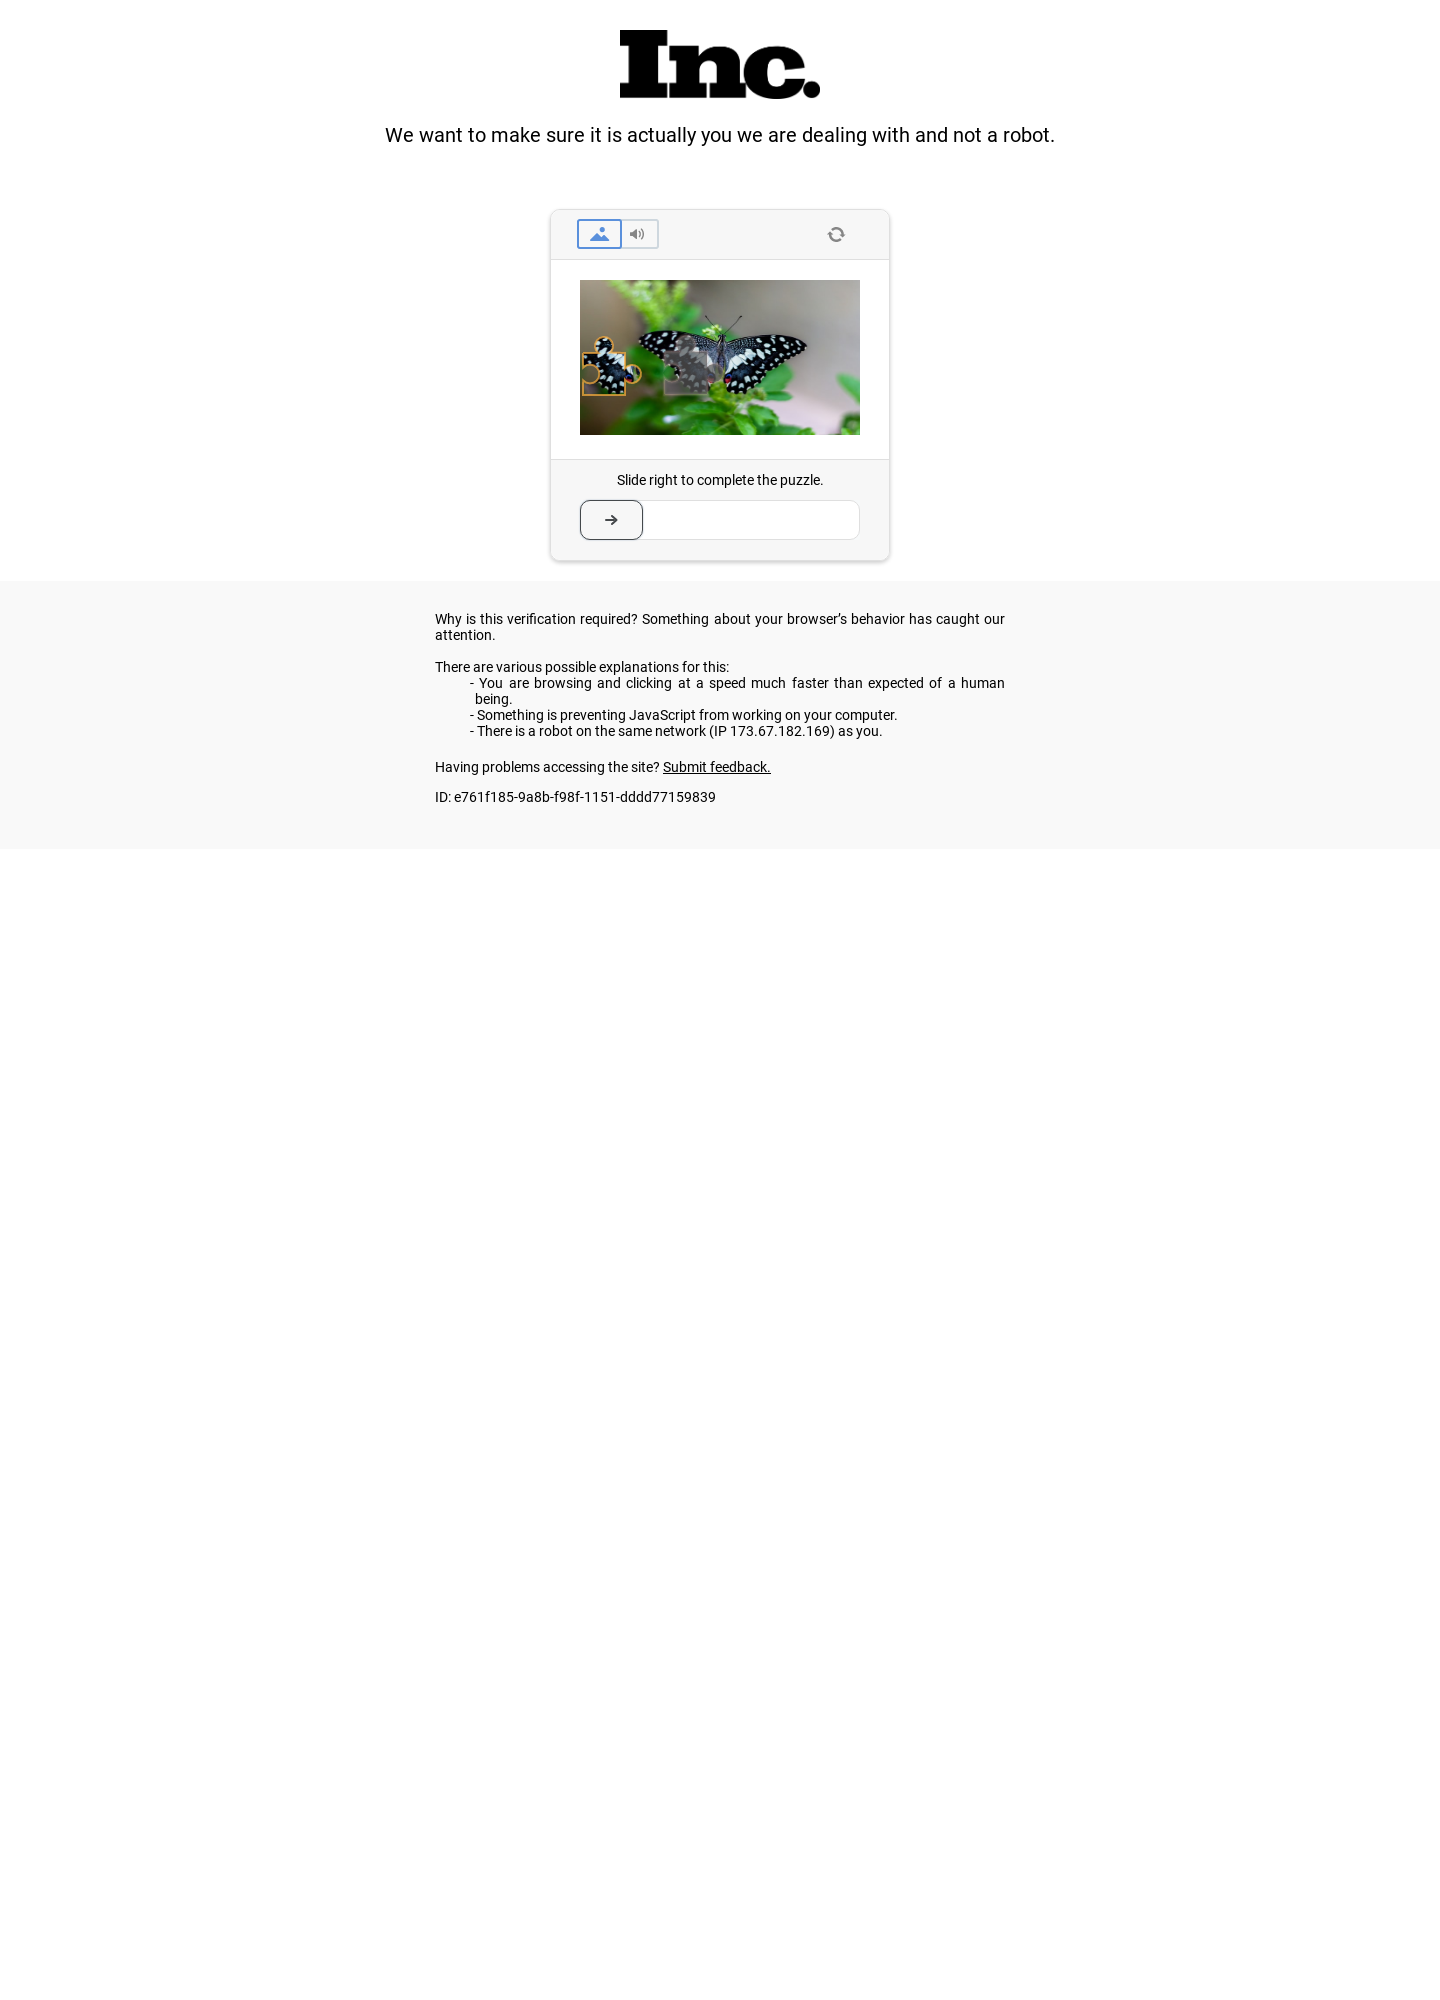 Inc.
We want to make sure it is actually you we are dealing with and not a robot.
Slide right to complete the puzzle.
Why is this verification required? Something about your browser’s behavior has caught our
attention.
There are various possible explanations for this:
- You are browsing and clicking at a speed much faster than expected of a human
being.
- Something is preventing JavaScript from working on your computer.
- There is a robot on the same network (IP 173.67.182.169) as you.
Having problems accessing the site? Submit feedback.
ID: e761f185-9a8b-f98f-1151-dddd77159839